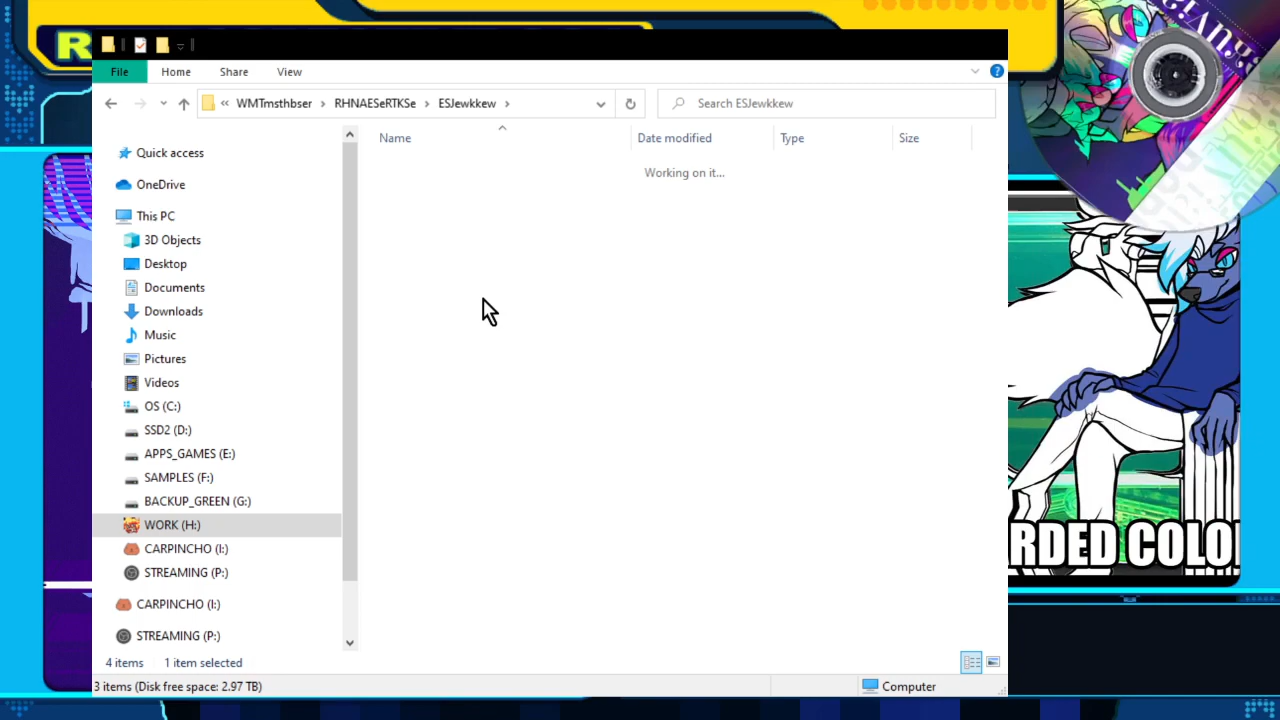 R
File Home Share View
« WMTmsthbser › RHNAESeRTKSe › ESJewkkew ›
Search ESJewkkew
Name Date modified Type Size
Working on it...
Quick access
OneDrive
This PC
3D Objects
Desktop
Documents
Downloads
Music
Pictures
Videos
OS (C:)
SSD2 (D:)
APPS_GAMES (E:)
SAMPLES (F:)
BACKUP_GREEN (G:)
WORK (H:)
CARPINCHO (I:)
STREAMING (P:)
CARPINCHO (I:)
STREAMING (P:)
RDED COLO
4 items 1 item selected
3 items (Disk free space: 2.97 TB) Computer